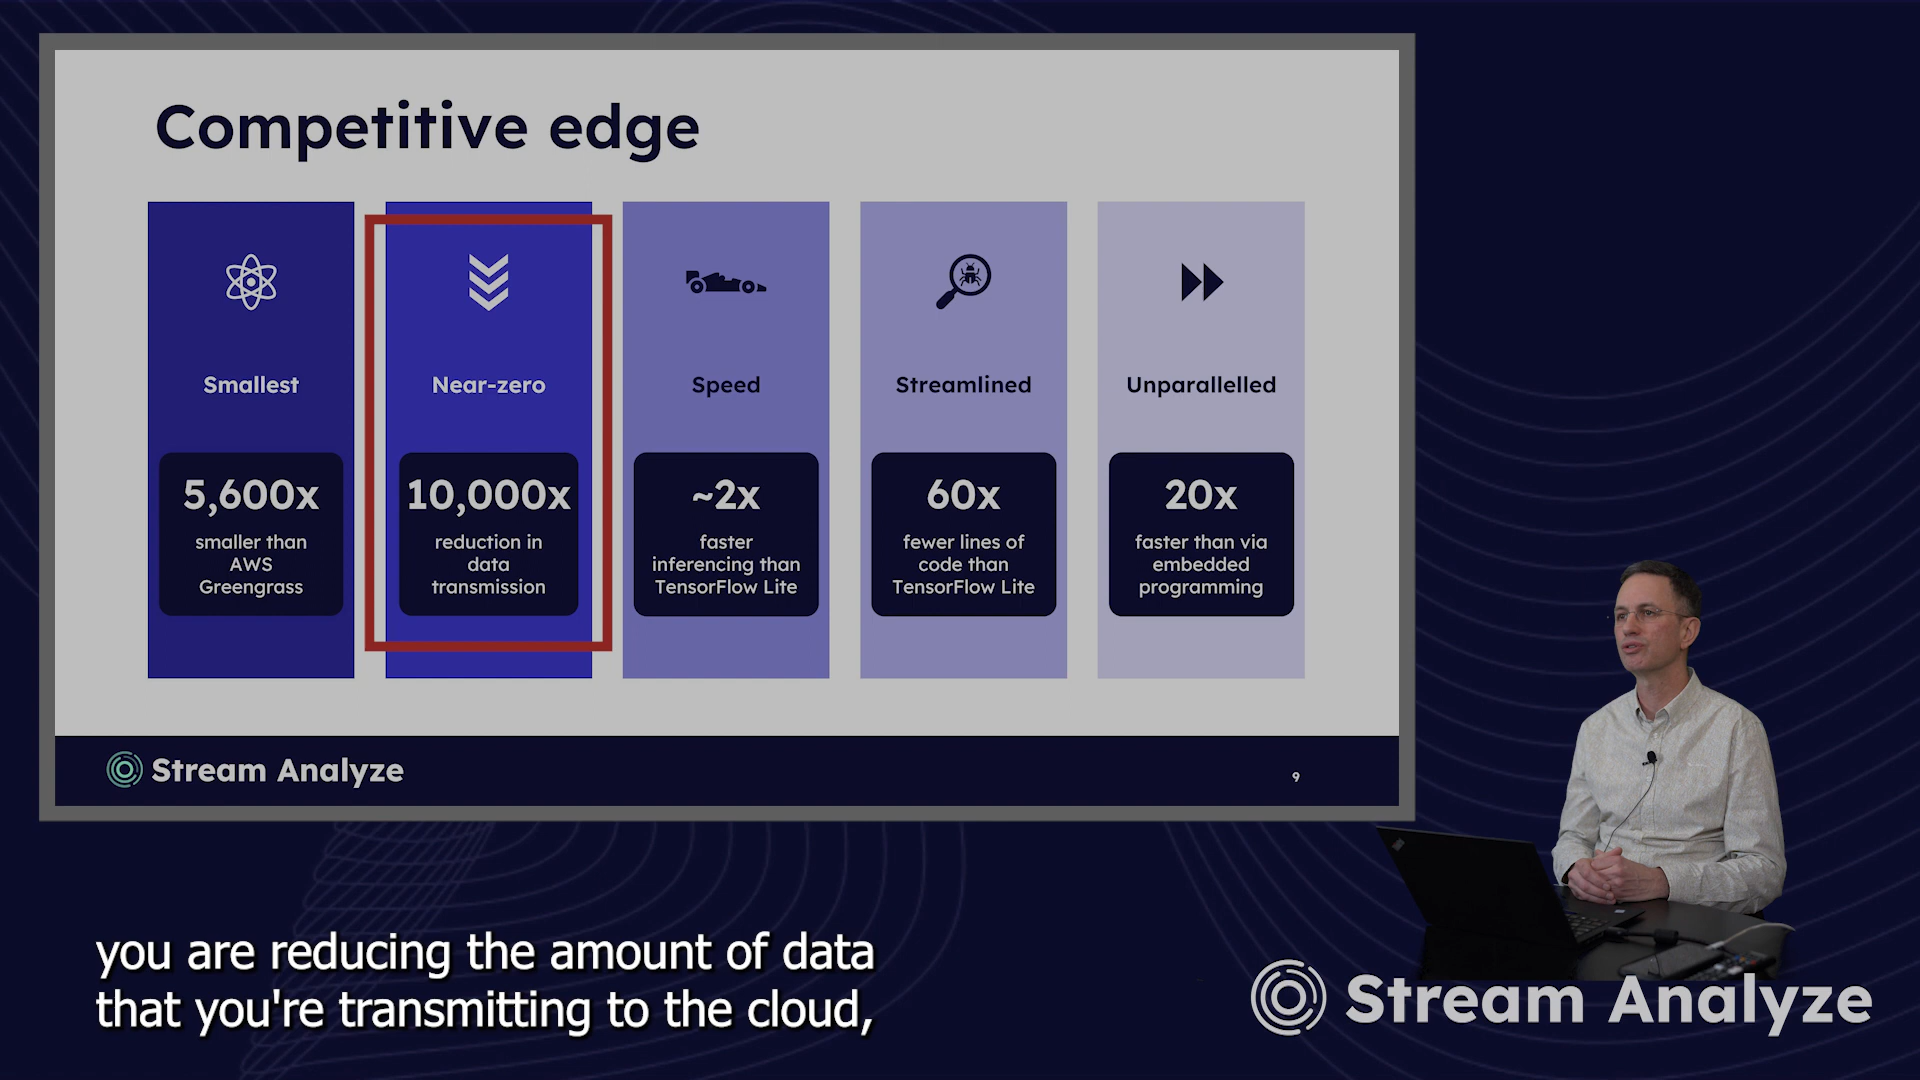 Competitive edge
Smallest
5,600x
smaller than
AWS
Greengrass
Near-zero
10,000x
reduction in
data
transmission
Speed
~2x
faster
inferencing than
TensorFlow Lite
Streamlined
60x
fewer lines of
code than
TensorFlow Lite
Unparallelled
20x
faster than via
embedded
programming
Stream Analyze
9
you are reducing the amount of data
that you're transmitting to the cloud,
Stream Analyze